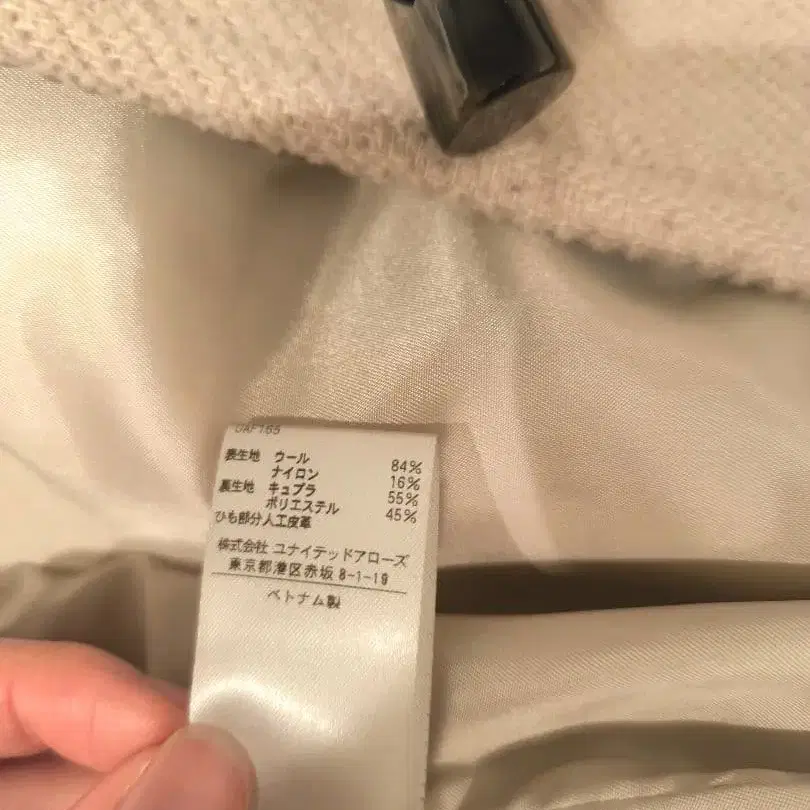 表生地 ウール 84%
ナイロン 16%
裏生地 キュプラ 55%
ポリエステル 45%
ひも部分人工皮革
株式会社 ユナイテッドアローズ
東京都港区赤坂 8-1-19
ベトナム製